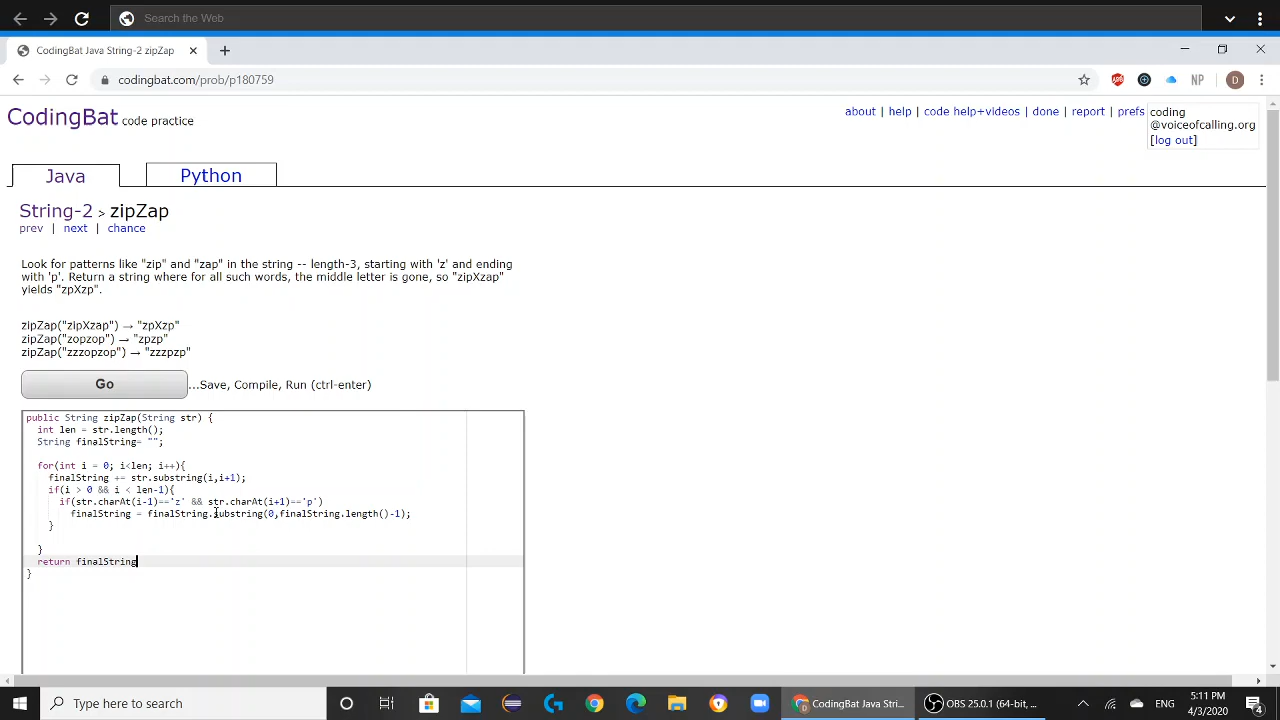 Search the Web
CodingBat Java String-2 zipZap
codingbat.com/prob/p180759
NP
D
CodingBat code practice
about | help | code help+videos | done | report | prefs
coding
@voiceofcalling.org
[log out]
Java
Python
String-2 > zipZap
prev | next | chance
Look for patterns like "zip" and "zap" in the string -- length-3, starting with 'z' and ending
with 'p'. Return a string where for all such words, the middle letter is gone, so "zipXzap"
yields "zpXzp".
zipZap("zipXzap") → "zpXzp"
zipZap("zopzop") → "zpzp"
zipZap("zzzopzop") → "zzzpzp"
Go ...Save, Compile, Run (ctrl-enter)
public String zipZap(String str) {
int len = str.length();
String finalString= "";
for(int i = 0; i<len; i++){
finalString += str.substring(i,i+1);
if(i > 0 && i < len-1){
if(str.charAt(i-1)=='z' && str.charAt(i+1)=='p')
finalString = finalString.substring(0,finalString.length()-1);
}
}
return finalString
}
Type here to search
CodingBat Java Stri...
OBS 25.0.1 (64-bit, ...
ENG
5:11 PM
4/3/2020
4